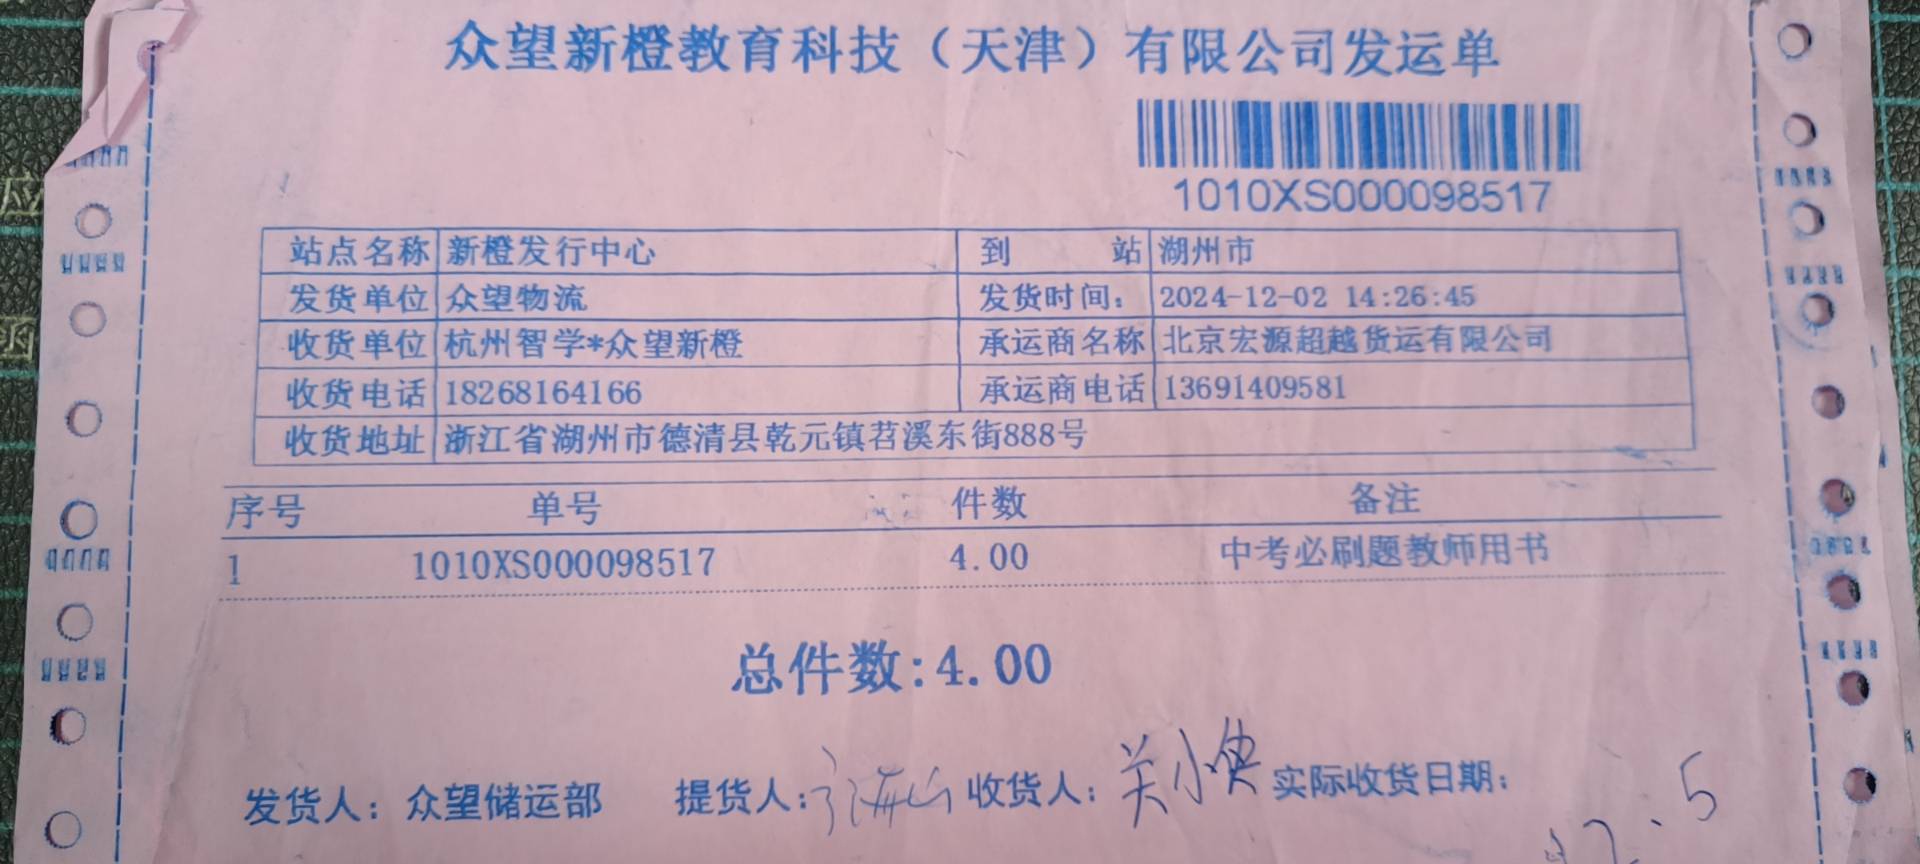 众望新橙教育科技（天津）有限公司发运单
1010XS000098517
站点名称 新橙发行中心 到 站 湖州市
发货单位 众望物流 发货时间： 2024-12-02 14:26:45
收货单位 杭州智学*众望新橙 承运商名称 北京宏源超越货运有限公司
收货电话 18268164166 承运商电话 13691409581
收货地址 浙江省湖州市德清县乾元镇苕溪东街888号
序号 单号 件数 备注
1 1010XS000098517 4.00 中考必刷题教师用书
总件数:4.00
发货人：众望储运部 提货人: 收货人: 关小 实际收货日期:
12.5